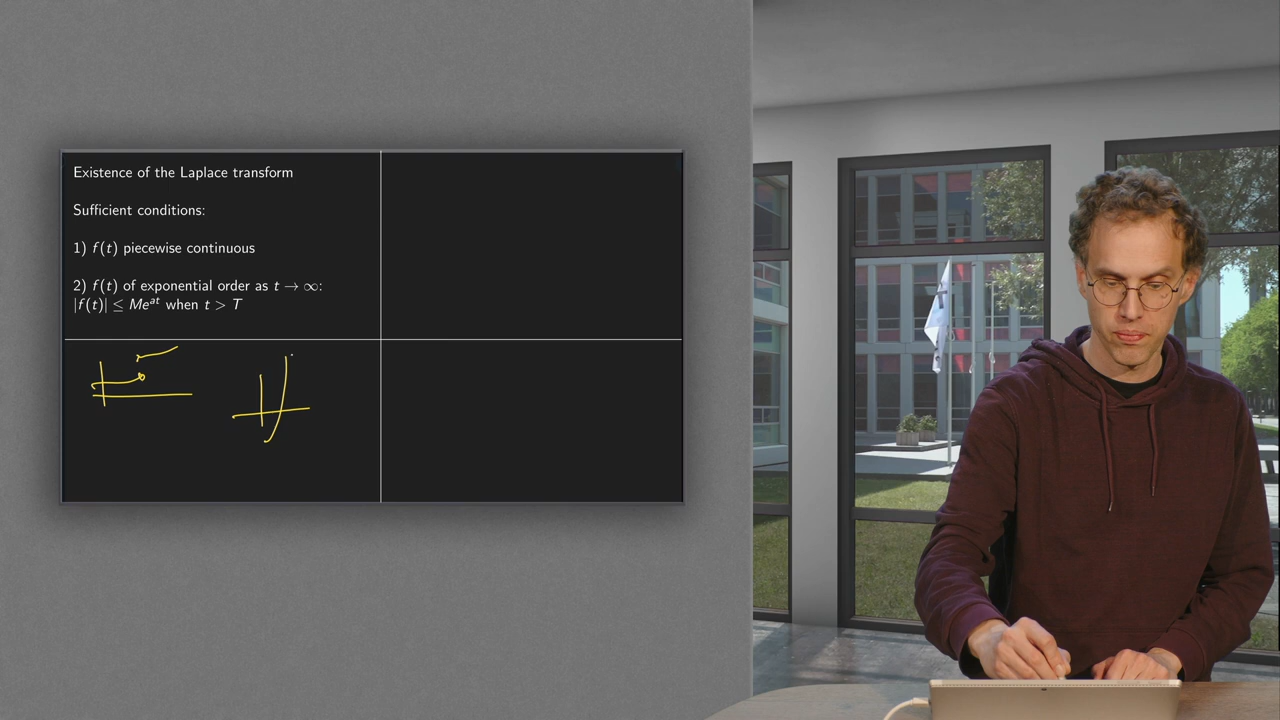 Existence of the Laplace transform
Sufficient conditions:
1) f(t) piecewise continuous
2) f(t) of exponential order as t → ∞:
|f(t)| ≤ Me^{at} when t > T